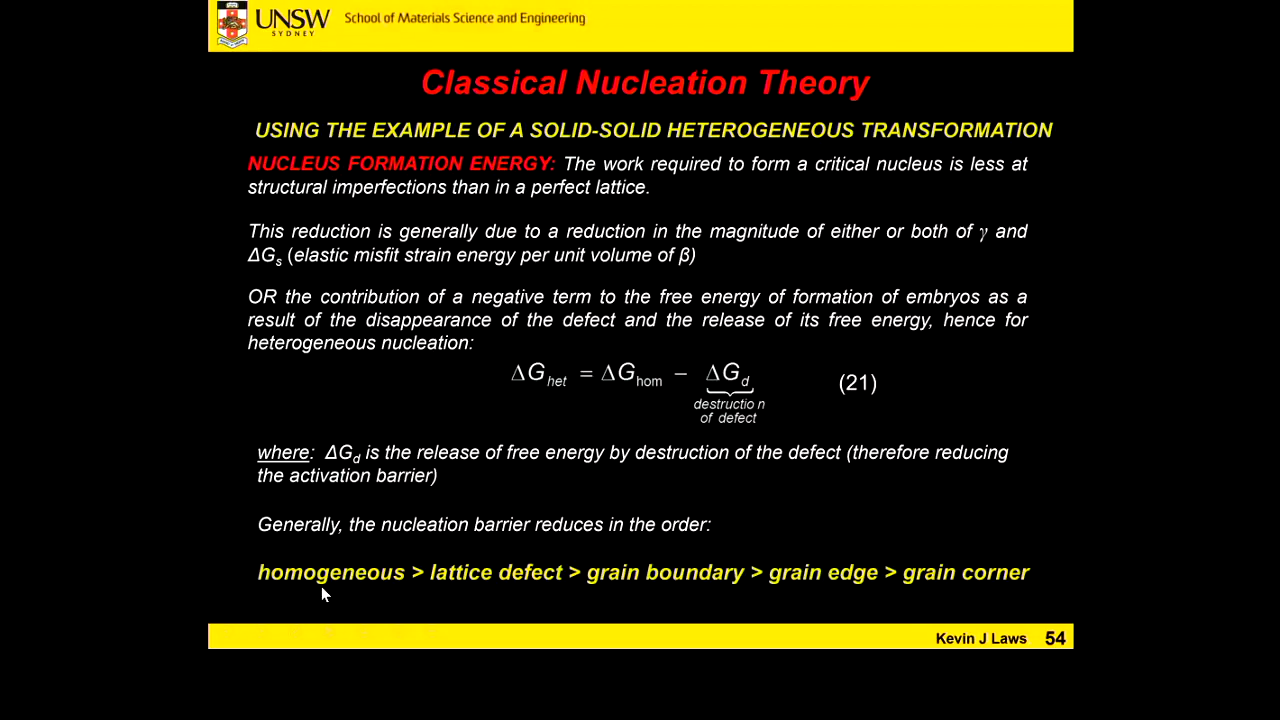 UNSW
SYDNEY
School of Materials Science and Engineering
Classical Nucleation Theory
USING THE EXAMPLE OF A SOLID-SOLID HETEROGENEOUS TRANSFORMATION
NUCLEUS FORMATION ENERGY: The work required to form a critical nucleus is less at
structural imperfections than in a perfect lattice.
This reduction is generally due to a reduction in the magnitude of either or both of γ and
ΔGs (elastic misfit strain energy per unit volume of β)
OR the contribution of a negative term to the free energy of formation of embryos as a
result of the disappearance of the defect and the release of its free energy, hence for
heterogeneous nucleation:
ΔGhet = ΔGhom − ΔGd (21)
destructio n
of defect
where: ΔGd is the release of free energy by destruction of the defect (therefore reducing
the activation barrier)
Generally, the nucleation barrier reduces in the order:
homogeneous > lattice defect > grain boundary > grain edge > grain corner
Kevin J Laws 54